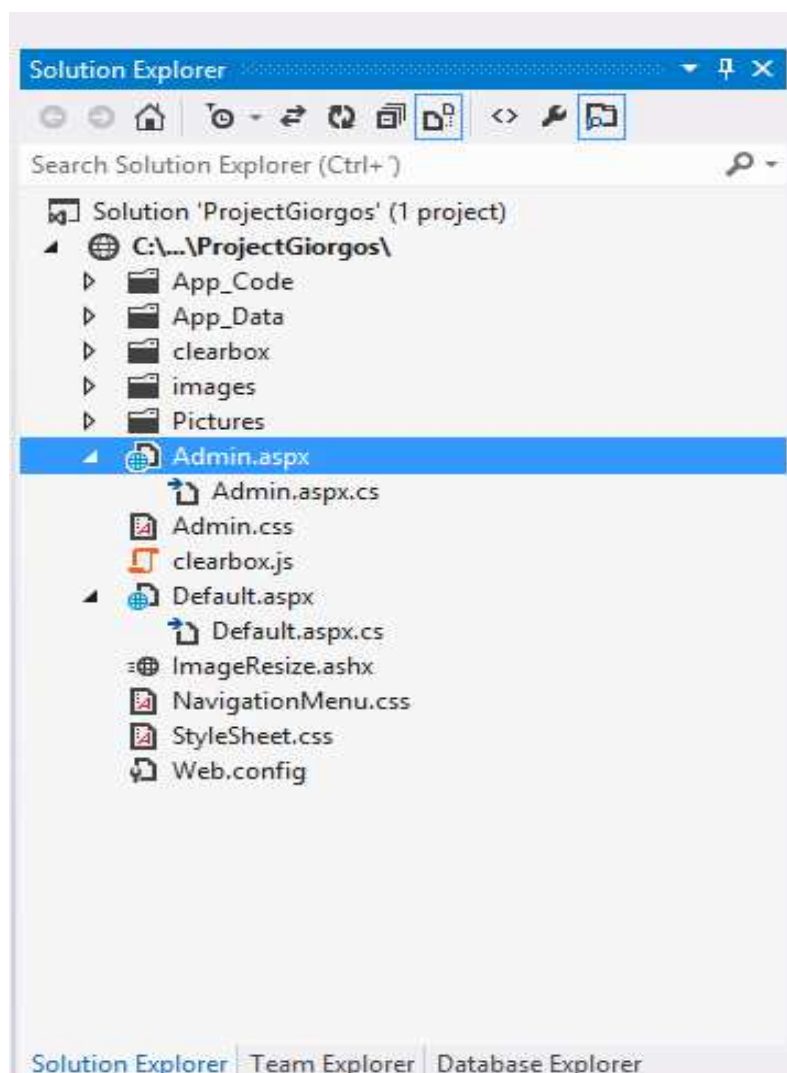 Solution Explorer
Search Solution Explorer (Ctrl+ ̈)
Solution 'ProjectGiorgos' (1 project)
C:\...\ProjectGiorgos\
App_Code
App_Data
clearbox
images
Pictures
Admin.aspx
Admin.aspx.cs
Admin.css
clearbox.js
Default.aspx
Default.aspx.cs
ImageResize.ashx
NavigationMenu.css
StyleSheet.css
Web.config
Solution Explorer Team Explorer Database Explorer